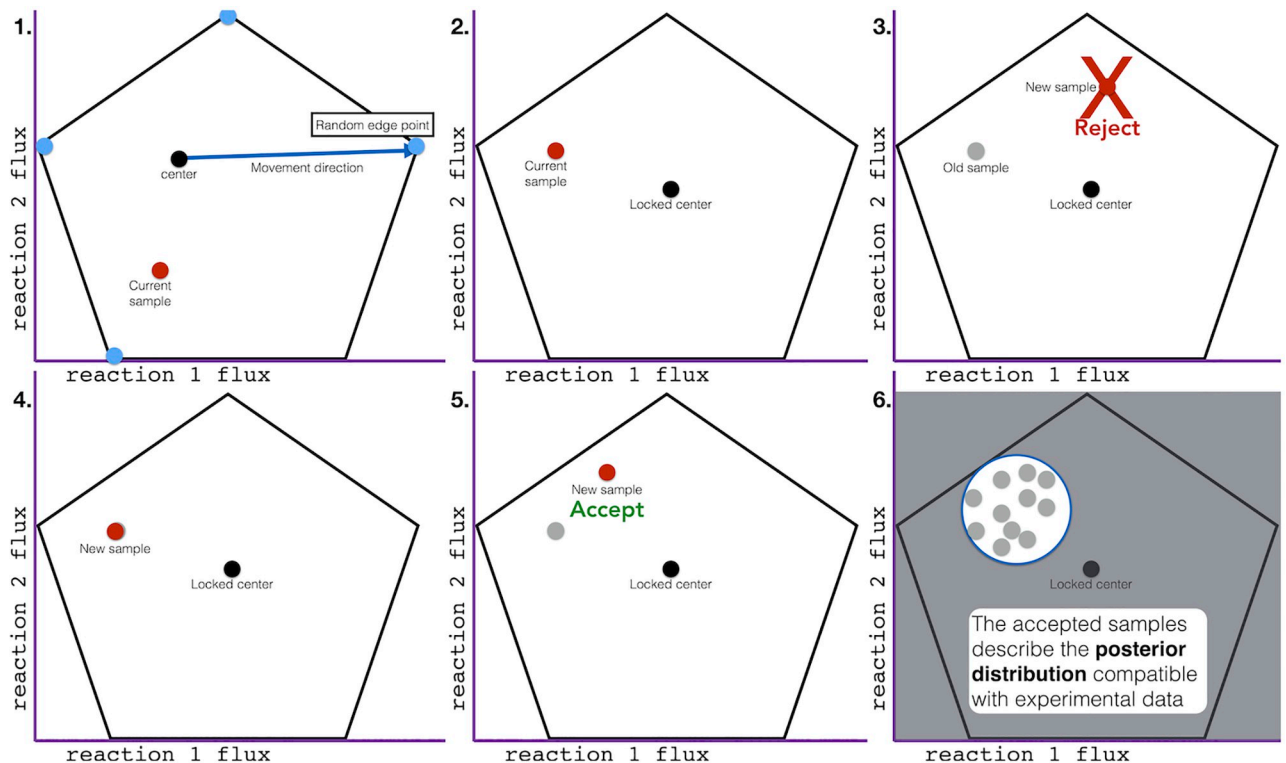 1.
Random edge point
center
Movement direction
Current
sample
reaction 2 flux
reaction 1 flux
2.
Current
sample
Locked center
reaction 2 flux
reaction 1 flux
3.
New sample
X
Reject
Old sample
Locked center
reaction 2 flux
reaction 1 flux
4.
New sample
Locked center
reaction 2 flux
reaction 1 flux
5.
New sample
Accept
Locked center
reaction 2 flux
reaction 1 flux
6.
Locked center
The accepted samples
describe the posterior
distribution compatible
with experimental data
reaction 2 flux
reaction 1 flux